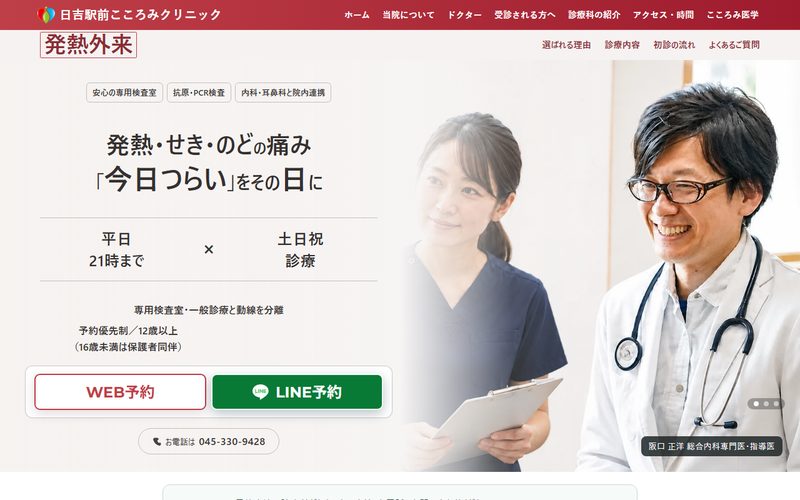 日吉駅前こころみクリニック
ホーム 当院について ドクター 受診される方へ 診療科の紹介 アクセス・時間 こころみ医学
発熱外来
選ばれる理由 診療内容 初診の流れ よくあるご質問
安心の専用検査室 抗原・PCR検査 内科・耳鼻科と院内連携
発熱・せき・のどの痛み
「今日つらい」をその日に
平日
21時まで
×
土日祝
診療
専用検査室・一般診療と動線を分離
予約優先制／12歳以上
（16歳未満は保護者同伴）
WEB予約
LINE LINE予約
お電話は 045-330-9428
阪口 正洋 総合内科専門医・指導医